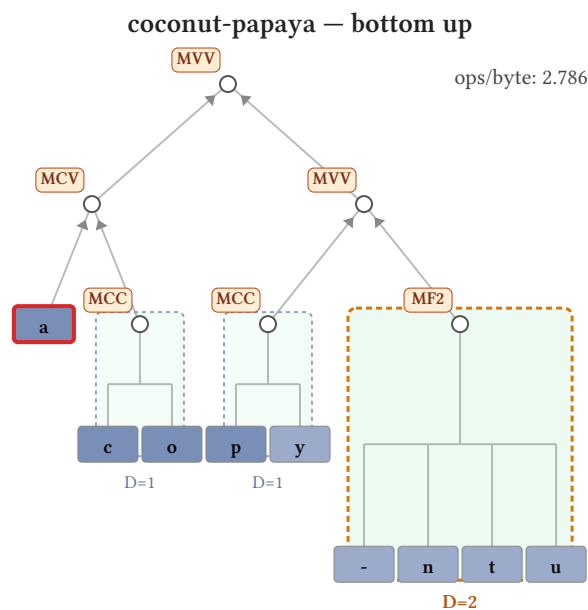 coconut-papaya — bottom up
MVV
ops/byte: 2.786
MCV
MVV
MCC
MCC
MF2
a
c
o
p
y
D=1
D=1
-
n
t
u
D=2